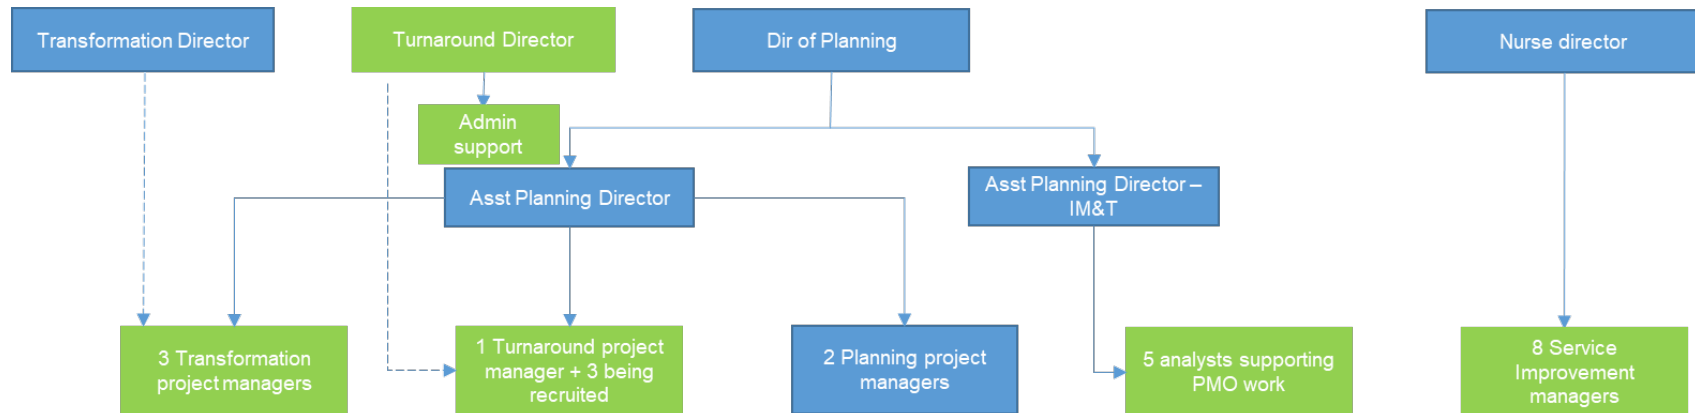 Transformation Director
Turnaround Director
Dir of Planning
Nurse director
Admin
support
Asst Planning Director
Asst Planning Director –
IM&T
3 Transformation
project managers
1 Turnaround project
manager + 3 being
recruited
2 Planning project
managers
5 analysts supporting
PMO work
8 Service
Improvement
managers